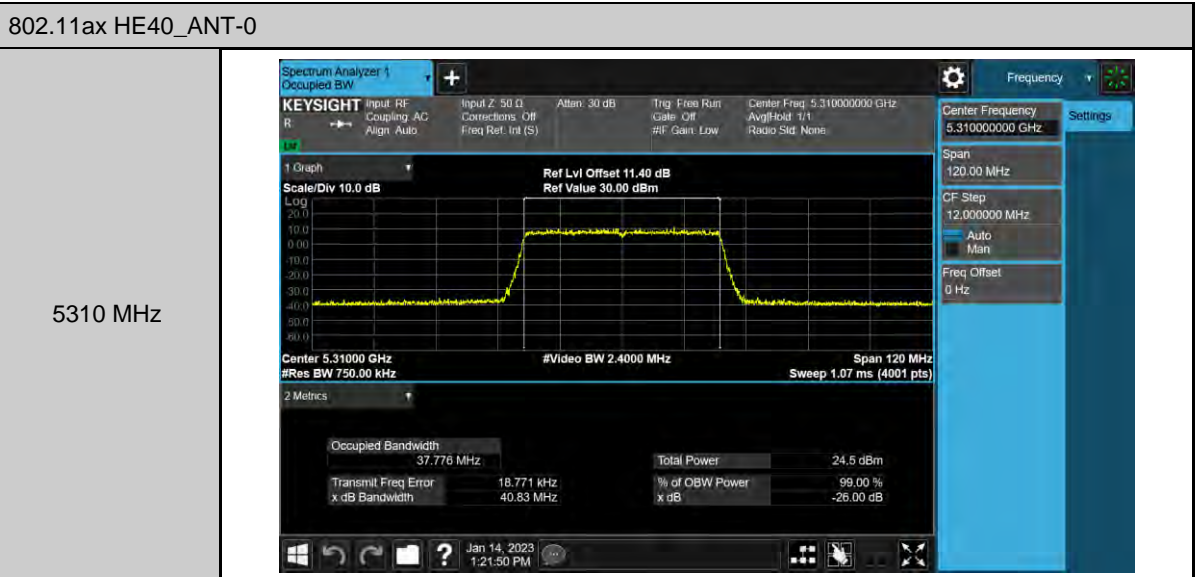 802.11ax HE40_ANT-0
5310 MHz
Spectrum Analyzer 1
Occupied BW
Frequency
KEYSIGHT Input: RF
R
Coupling: AC
Align: Auto
Input Z: 50 Ω
Corrections: Off
Freq Ref: Int (S)
Atten: 30 dB
Trig: Free Run
Gate: Off
#IF Gain: Low
Center Freq: 5.310000000 GHz
Avg|Hold: 1/1
Radio Std: None
Center Frequency
5.310000000 GHz
Settings
Span
120.00 MHz
CF Step
12.000000 MHz
Auto
Man
Freq Offset
0 Hz
1 Graph
Scale/Div 10.0 dB
Ref Lvl Offset 11.40 dB
Ref Value 30.00 dBm
Log
20.0
10.0
0.00
-10.0
-20.0
-30.0
-40.0
-50.0
-60.0
Center 5.31000 GHz
#Video BW 2.4000 MHz
Span 120 MHz
#Res BW 750.00 kHz
Sweep 1.07 ms (4001 pts)
2 Metrics
Occupied Bandwidth
37.776 MHz
Total Power 24.5 dBm
Transmit Freq Error 18.771 kHz
% of OBW Power 99.00 %
x dB Bandwidth 40.83 MHz
x dB -26.00 dB
Jan 14, 2023
1:21:50 PM